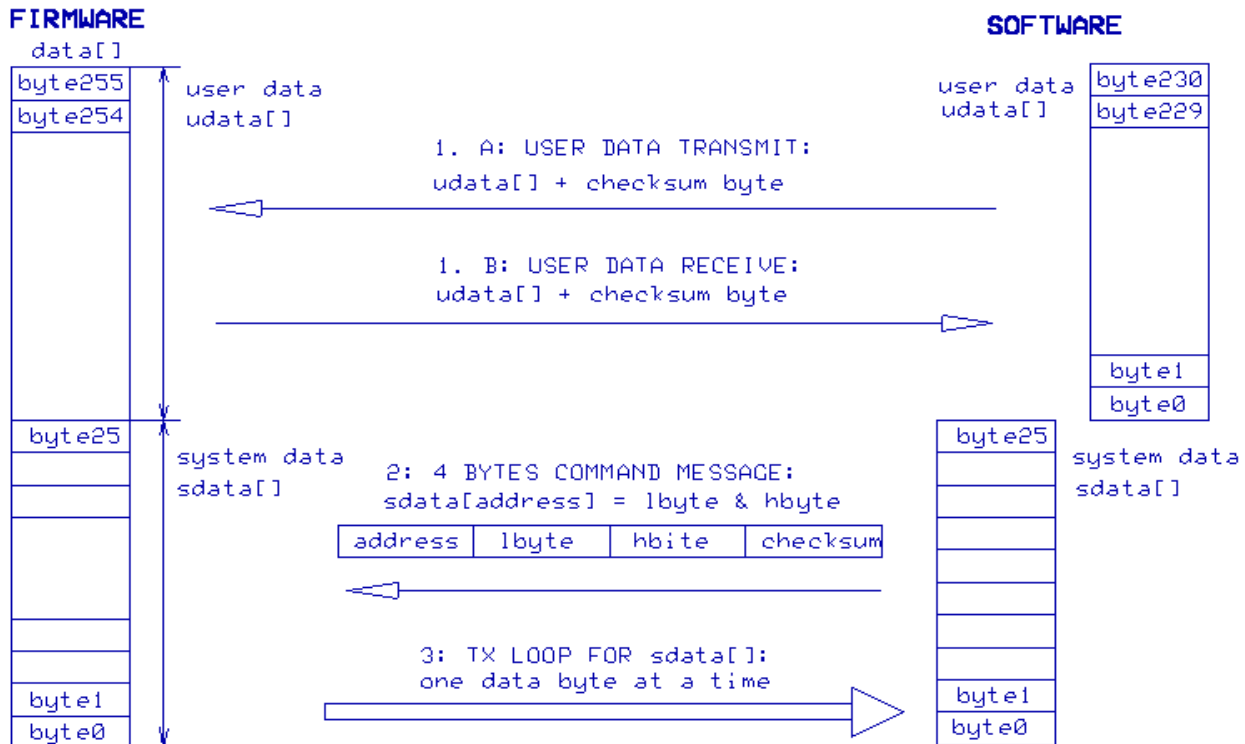 FIRMWARE
SOFTWARE
data[]
byte255
byte254
user data
udata[]
user data
udata[]
byte230
byte229
1. A: USER DATA TRANSMIT:
udata[] + checksum byte
1. B: USER DATA RECEIVE:
udata[] + checksum byte
byte1
byte0
byte25
system data
sdata[]
2: 4 BYTES COMMAND MESSAGE:
sdata[address] = lbyte & hbyte
address
lbyte
hbite
checksum
byte25
system data
sdata[]
3: TX LOOP FOR sdata[]:
one data byte at a time
byte1
byte0
byte1
byte0